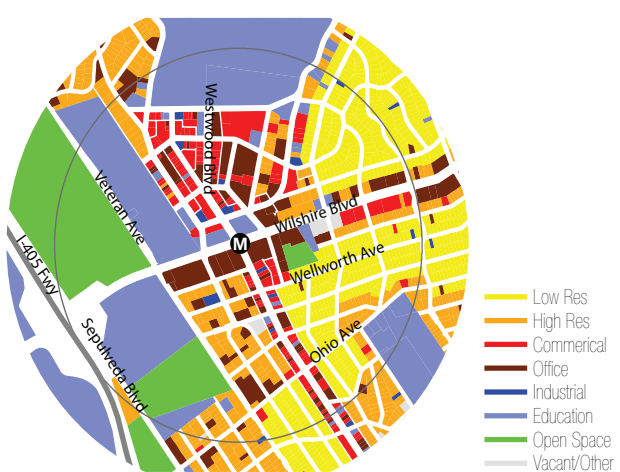 Westwood Blvd
Veteran Ave
Wilshire Blvd
M
Wellworth Ave
I-405 Fwy
Sepulveda Blvd
Ohio Ave
Low Res
High Res
Commerical
Office
Industrial
Education
Open Space
Vacant/Other